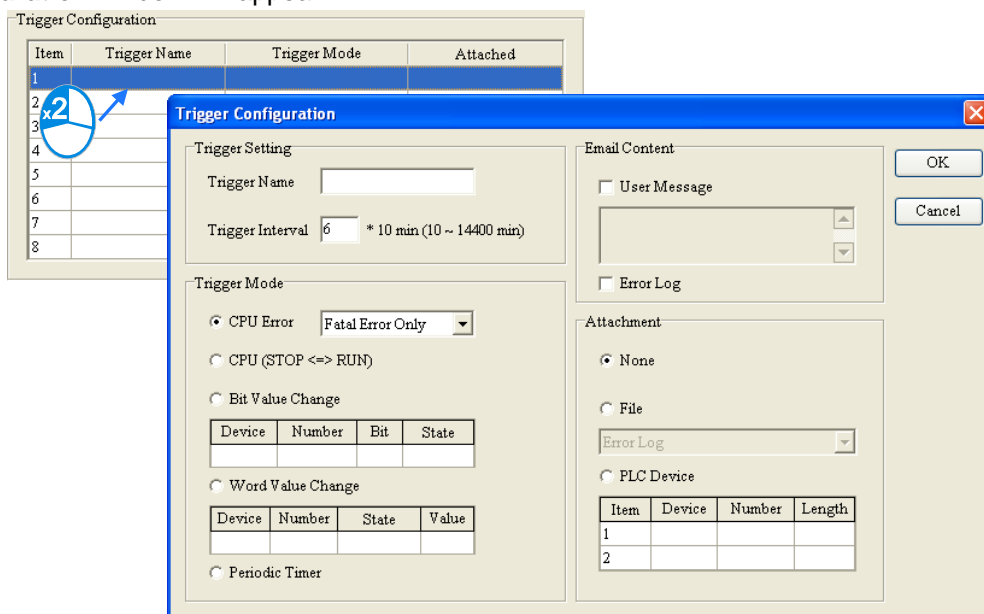 Trigger Configuration
Item Trigger Name Trigger Mode Attached
1
2
3
4
5
6
7
8
x2
Trigger Configuration
Trigger Setting
Trigger Name
Trigger Interval 6 * 10 min (10 ~ 14400 min)
Trigger Mode
CPU Error Fatal Error Only
CPU (STOP <=> RUN)
Bit Value Change
Device Number Bit State
Word Value Change
Device Number State Value
Periodic Timer
Email Content
User Message
Error Log
Attachment
None
File
Error Log
PLC Device
Item Device Number Length
1
2
OK
Cancel